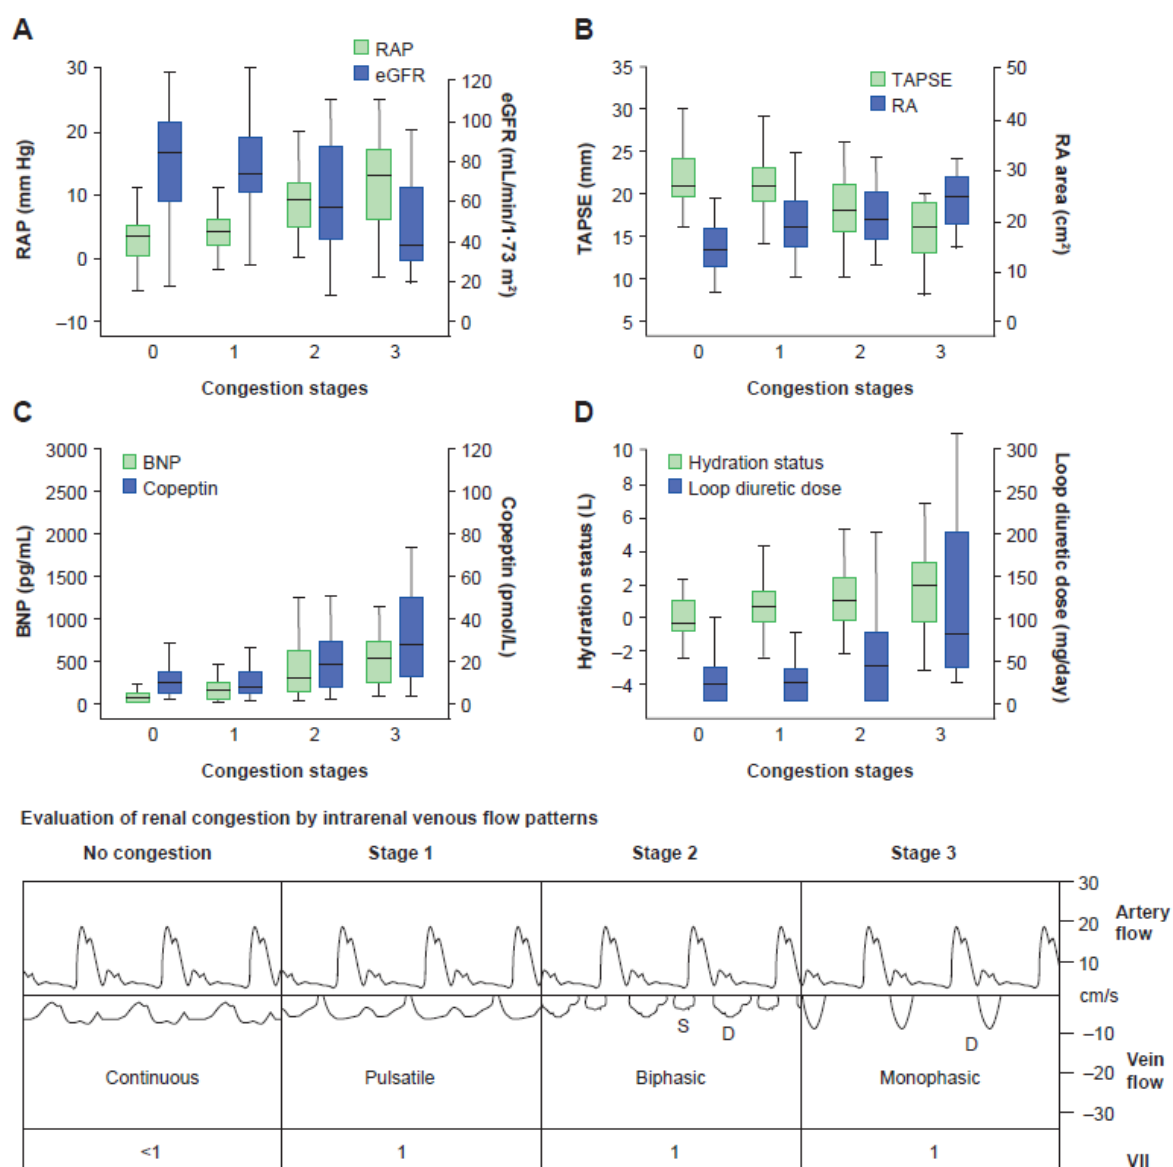 A
RAP
eGFR
30
20
10
0
–10
RAP (mm Hg)
120
100
80
60
40
20
0
eGFR (mL/min/1·73 m²)
0 1 2 3
Congestion stages
B
TAPSE
RA
35
30
25
20
15
10
5
TAPSE (mm)
50
40
30
20
10
0
RA area (cm²)
0 1 2 3
Congestion stages
C
BNP
Copeptin
3000
2500
2000
1500
1000
500
0
BNP (pg/mL)
120
100
80
60
40
20
0
Copeptin (pmol/L)
0 1 2 3
Congestion stages
D
Hydration status
Loop diuretic dose
10
8
6
4
2
0
–2
–4
Hydration status (L)
300
250
200
150
100
50
0
Loop diuretic dose (mg/day)
0 1 2 3
Congestion stages
Evaluation of renal congestion by intrarenal venous flow patterns
No congestion Stage 1 Stage 2 Stage 3
30
20
10
cm/s
–10
–20
–30
Artery
flow
Vein
flow
S
D
D
Continuous Pulsatile Biphasic Monophasic
<1 1 1 1 VII